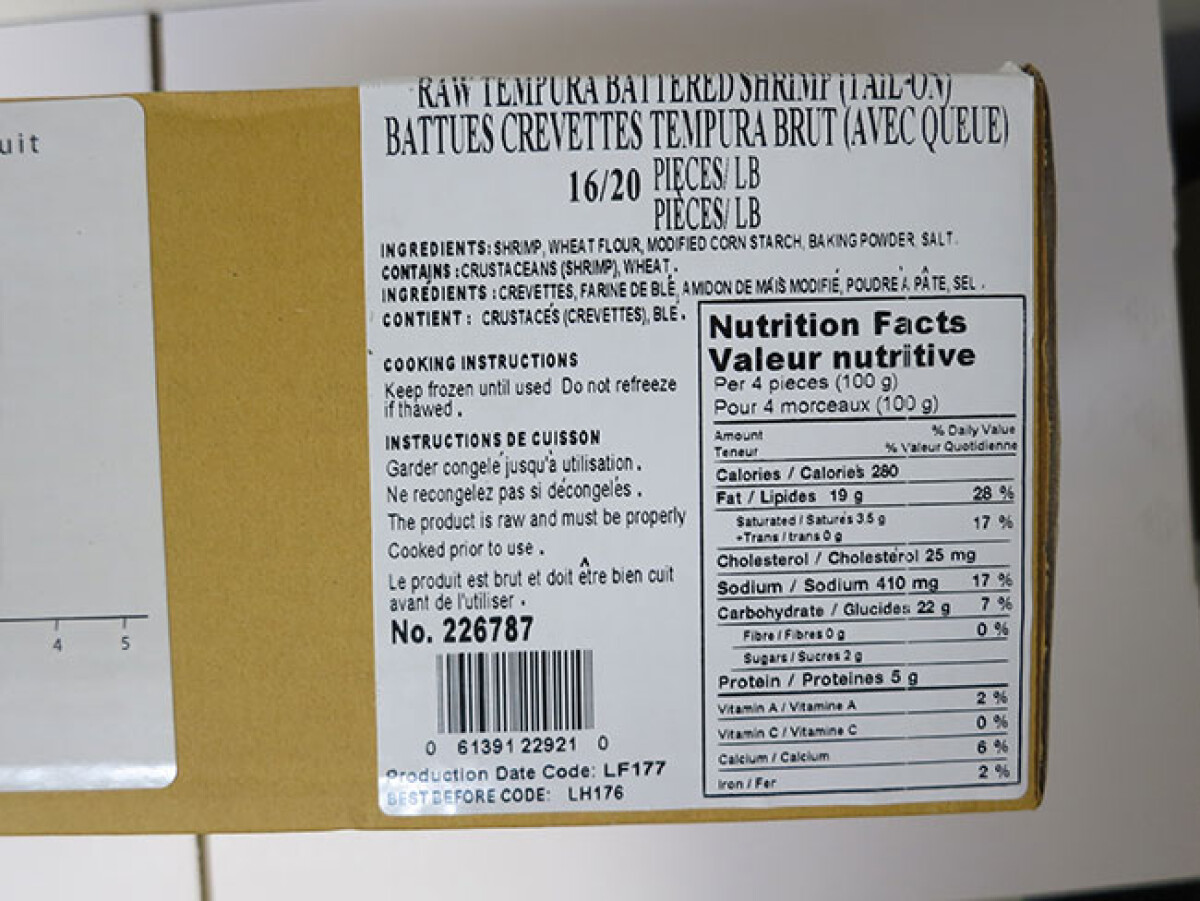 uit
4 5
RAW TEMPURA BATTERED SHRIMP (TAIL-ON)
BATTUES CREVETTES TEMPURA BRUT (AVEC QUEUE)
16/20 PIECES/ LB
PIÈCES/ LB
INGREDIENTS: SHRIMP, WHEAT FLOUR, MODIFIED CORN STARCH, BAKING POWDER, SALT.
CONTAINS : CRUSTACEANS (SHRIMP), WHEAT.
INGRÉDIENTS : CREVETTES, FARINE DE BLÉ, AMIDON DE MAÏS MODIFIÉ, POUDRE À PÂTE, SEL .
CONTIENT : CRUSTACÉS (CREVETTES), BLÉ.
COOKING INSTRUCTIONS
Keep frozen until used Do not refreeze
if thawed .
INSTRUCTIONS DE CUISSON
Garder congelé jusqu'à utilisation .
Ne recongelez pas si décongelés .
The product is raw and must be properly
Cooked prior to use .
Le produit est brut et doit être bien cuit
avant de l'utiliser .
No. 226787
0 61391 22921 0
Production Date Code: LF177
BEST BEFORE CODE: LH176
Nutrition Facts
Valeur nutritive
Per 4 pieces (100 g)
Pour 4 morceaux (100 g)
Amount % Daily Value
Teneur % Valeur Quotidienne
Calories / Calories 280
Fat / Lipides 19 g 28 %
Saturated / Saturés 3.5 g 17 %
+Trans / trans 0 g
Cholesterol / Cholestérol 25 mg
Sodium / Sodium 410 mg 17 %
Carbohydrate / Glucides 22 g 7 %
Fibre / Fibres 0 g 0 %
Sugars / Sucres 2 g
Protein / Proteines 5 g
Vitamin A / Vitamine A 2 %
Vitamin C / Vitamine C 0 %
Calcium / Calcium 6 %
Iron / Fer 2 %